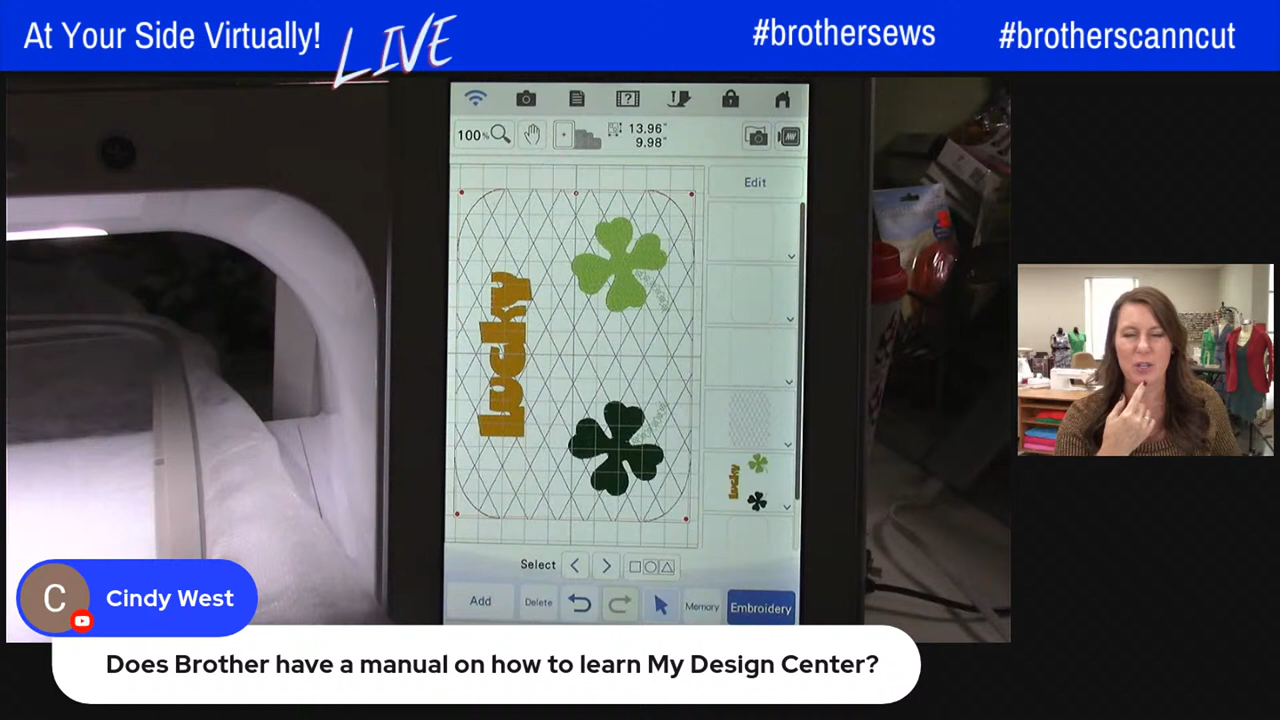 At Your Side Virtually!
LIVE
#brothersews
#brotherscanncut
100%
13.96"
9.98"
Edit
lucky
lucky
Select
Add
Delete
Memory
Embroidery
C
Cindy West
Does Brother have a manual on how to learn My Design Center?